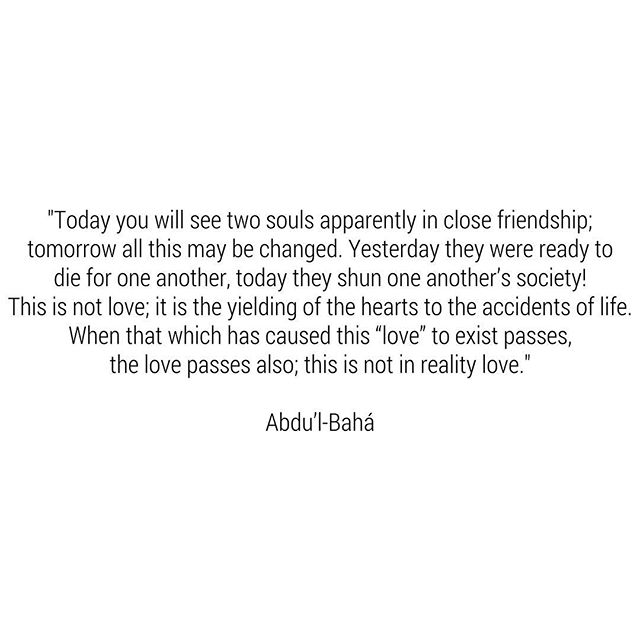 "Today you will see two souls apparently in close friendship;
tomorrow all this may be changed. Yesterday they were ready to
die for one another, today they shun one another’s society!
This is not love; it is the yielding of the hearts to the accidents of life.
When that which has caused this “love” to exist passes,
the love passes also; this is not in reality love."
Abdu’l-Bahá